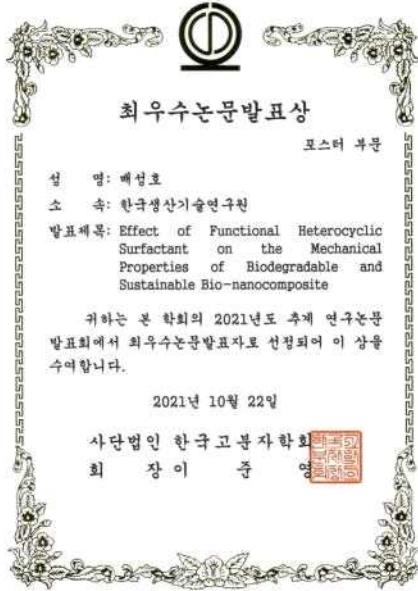 최우수논문발표상
포스터 부문
성 명: 배성호
소 속: 한국생산기술연구원
발표제목: Effect of Functional Heterocyclic
Surfactant on the Mechanical
Properties of Biodegradable and
Sustainable Bio-nanocomposite
귀하는 본 학회의 2021년도 추계 연구논문
발표회에서 최우수논문발표자로 선정되어 이 상을
수여합니다.
2021년 10월 22일
사단법인 한국고분자학회
회 장 이 준 영